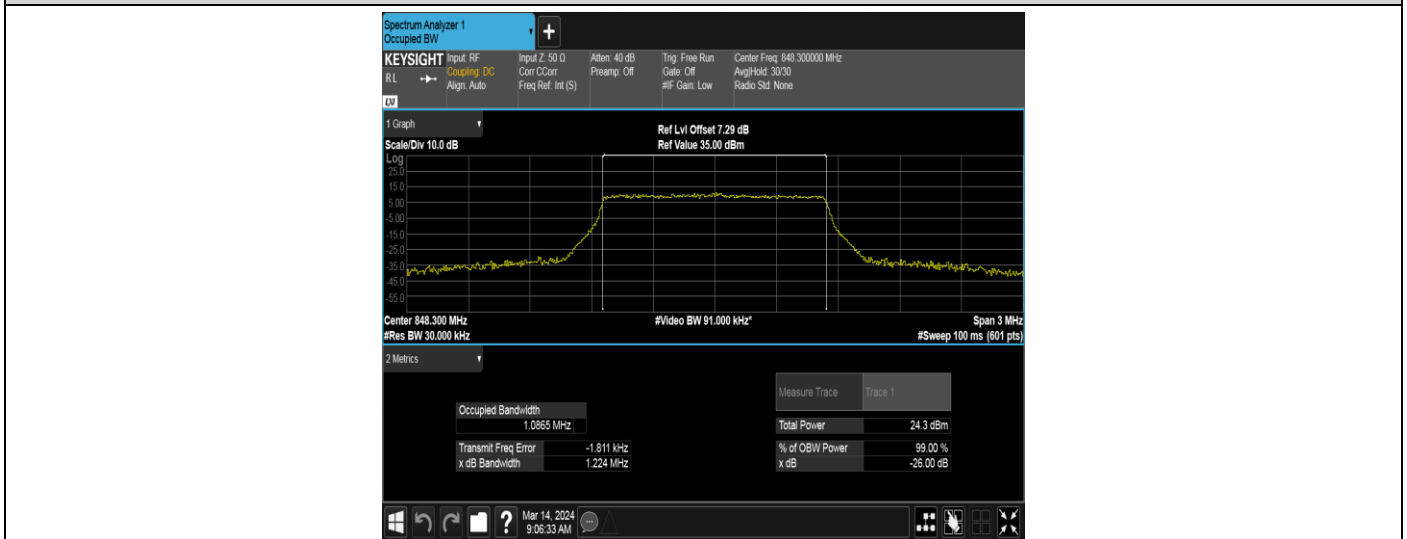 Spectrum Analyzer 1
Occupied BW
+
KEYSIGHT Input: RF Input Z: 50 Ω Atten: 40 dB Trig: Free Run Center Freq: 848.300000 MHz
RL Coupling: DC Corr CCorr Preamp: Off Gate: Off Avg|Hold: 30/30
Align: Auto Freq Ref: Int (S) #IF Gain: Low Radio Std: None
LXI
1 Graph Ref Lvl Offset 7.29 dB
Scale/Div 10.0 dB Ref Value 35.00 dBm
Log
25.0
15.0
5.00
-5.00
-15.0
-25.0
-35.0
-45.0
-55.0
Center 848.300 MHz #Video BW 91.000 kHz* Span 3 MHz
#Res BW 30.000 kHz #Sweep 100 ms (601 pts)
2 Metrics
Measure Trace Trace 1
Occupied Bandwidth
1.0865 MHz Total Power 24.3 dBm
Transmit Freq Error -1.811 kHz % of OBW Power 99.00 %
x dB Bandwidth 1.224 MHz x dB -26.00 dB
? Mar 14, 2024
9:06:33 AM